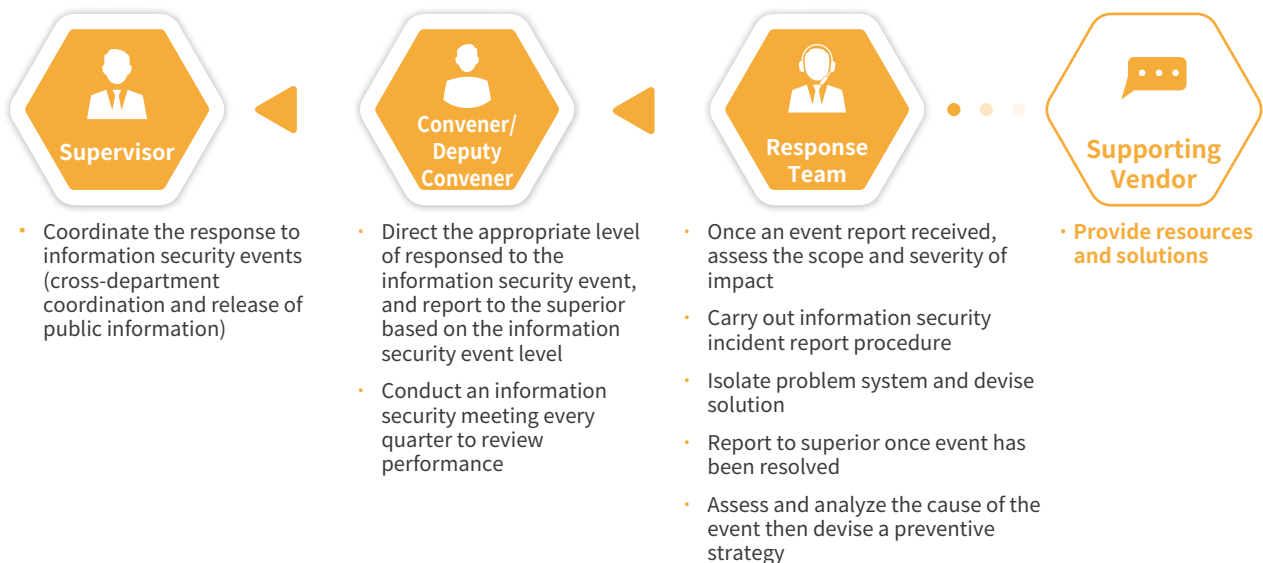 Supervisor
• Coordinate the response to
information security events
(cross-department
coordination and release of
public information)
Convener/
Deputy
Convener
• Direct the appropriate level
of responsed to the
information security event,
and report to the superior
based on the information
security event level
• Conduct an information
security meeting every
quarter to review
performance
Response
Team
• Once an event report received,
assess the scope and severity of
impact
• Carry out information security
incident report procedure
• Isolate problem system and devise
solution
• Report to superior once event has
been resolved
• Assess and analyze the cause of the
event then devise a preventive
strategy
Supporting
Vendor
• Provide resources
and solutions